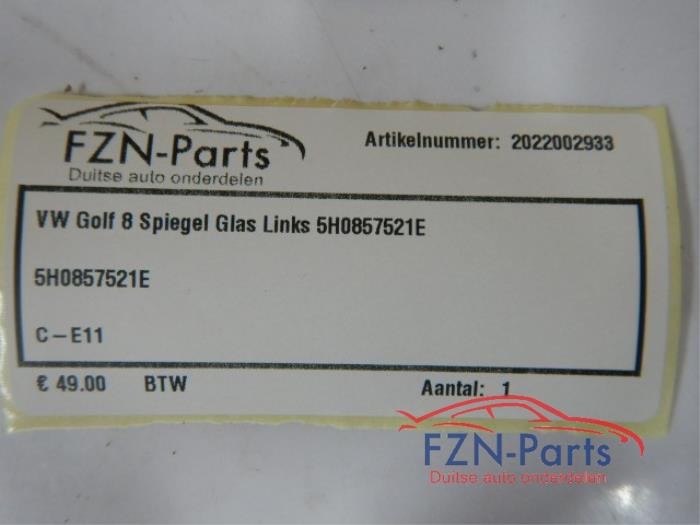 FZN-Parts
Duitse auto onderdelen
Artikelnummer: 2022002933
VW Golf 8 Spiegel Glas Links 5H0857521E
5H0857521E
C-E11
€ 49.00 BTW Aantal: 1
FZN-Parts
Duitse auto onderdelen